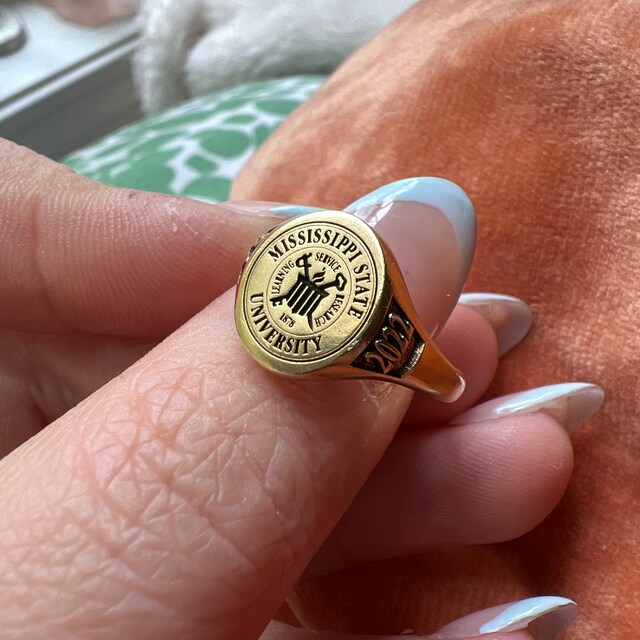 MISSISSIPPI STATE
UNIVERSITY
LEARNING
SERVICE
RESEARCH
1878
2022